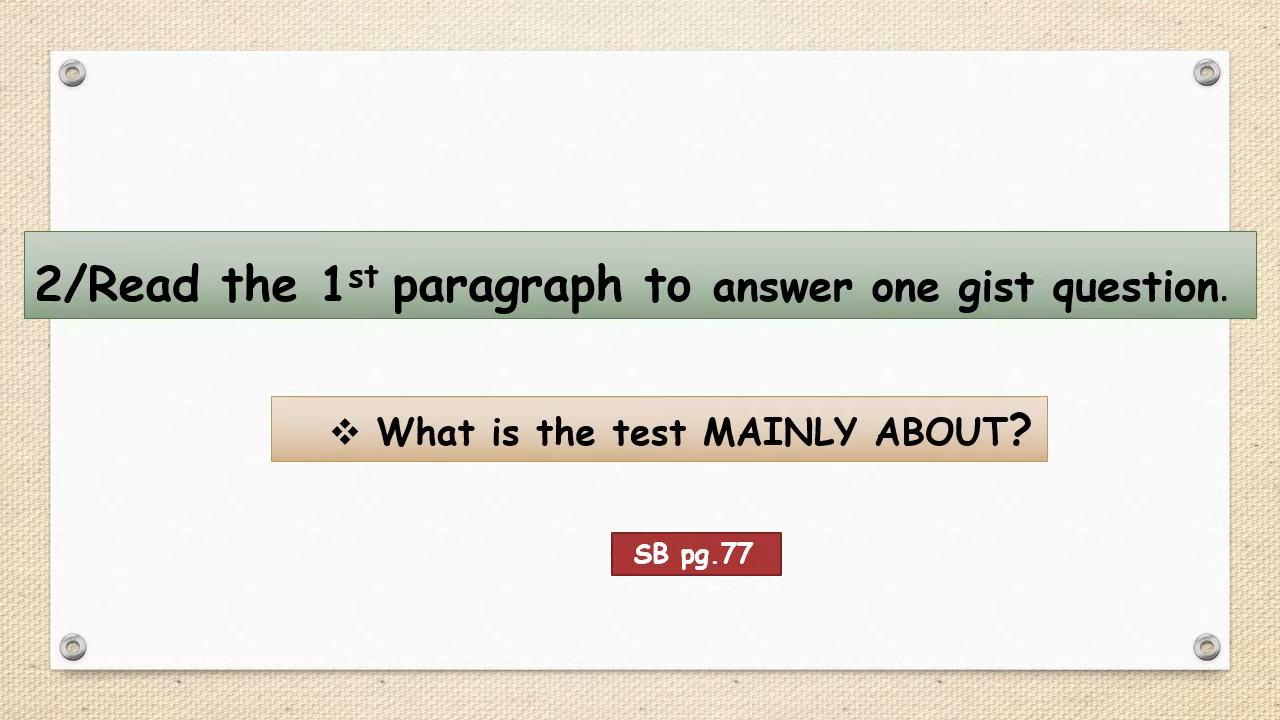 2/Read the 1st paragraph to answer one gist question.
❖ What is the test MAINLY ABOUT?
SB pg.77